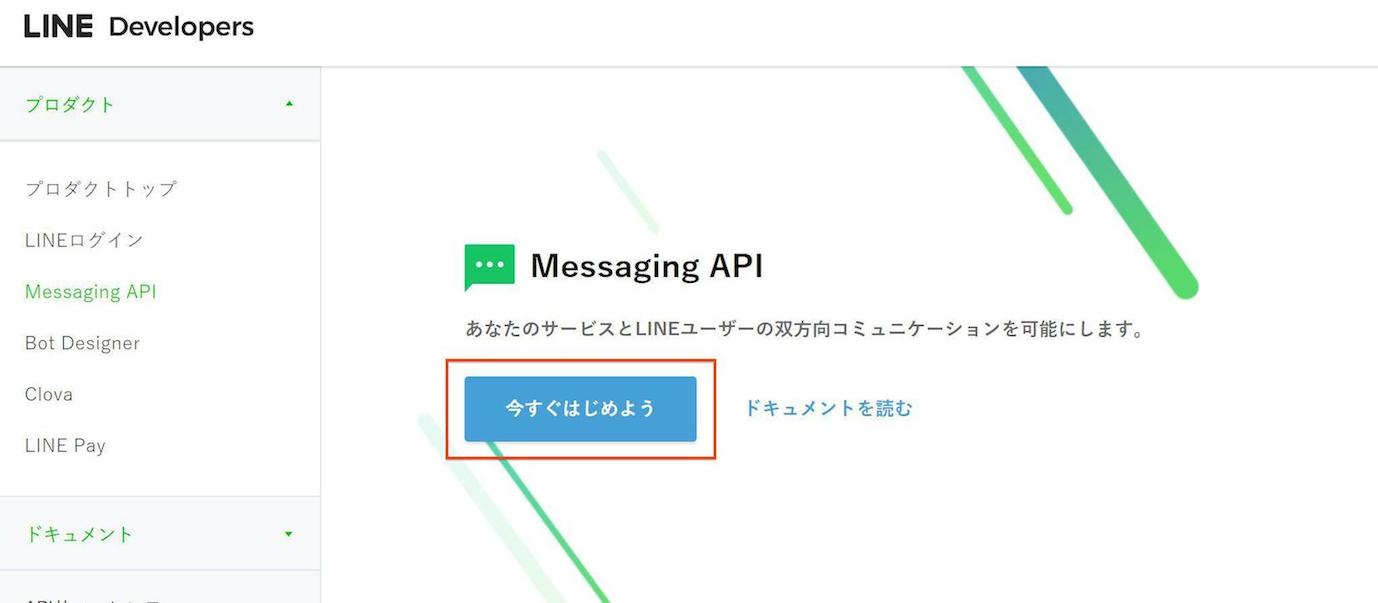 LINE Developers
プロダクト
プロダクトトップ
LINEログイン
Messaging API
Bot Designer
Clova
LINE Pay
ドキュメント
Messaging API
あなたのサービスとLINEユーザーの双方向コミュニケーションを可能にします。
今すぐはじめよう
ドキュメントを読む